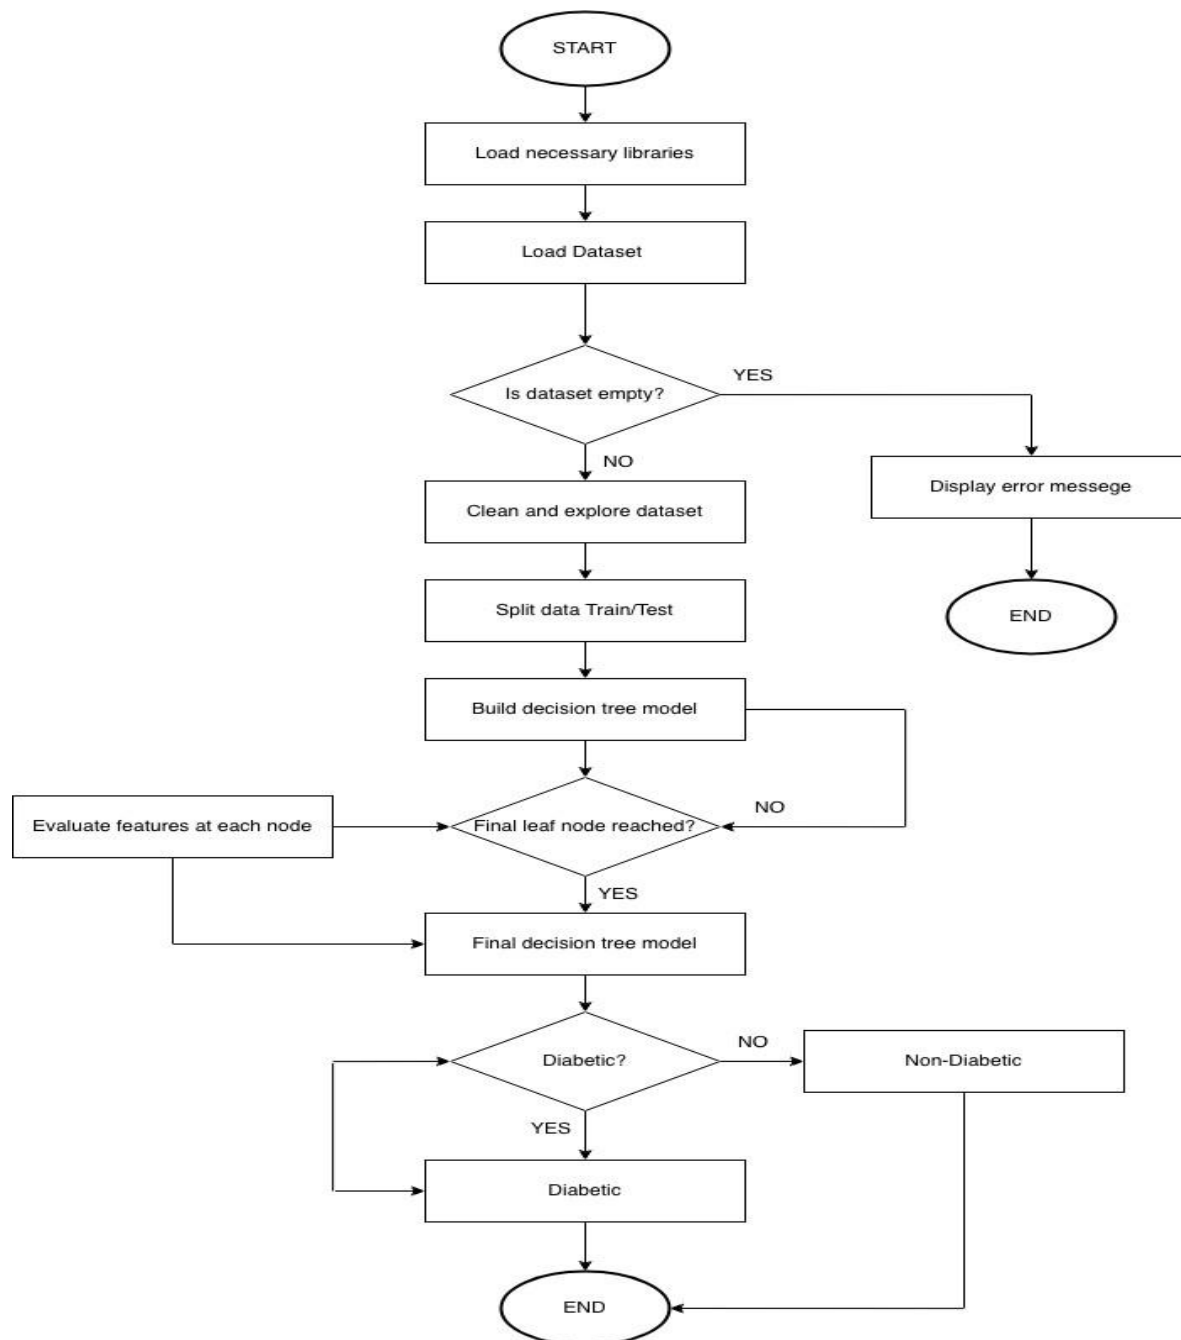 START
Load necessary libraries
Load Dataset
Is dataset empty?
YES
NO
Display error messege
Clean and explore dataset
END
Split data Train/Test
Build decision tree model
NO
Evaluate features at each node
Final leaf node reached?
YES
Final decision tree model
Diabetic?
NO
Non-Diabetic
YES
Diabetic
END